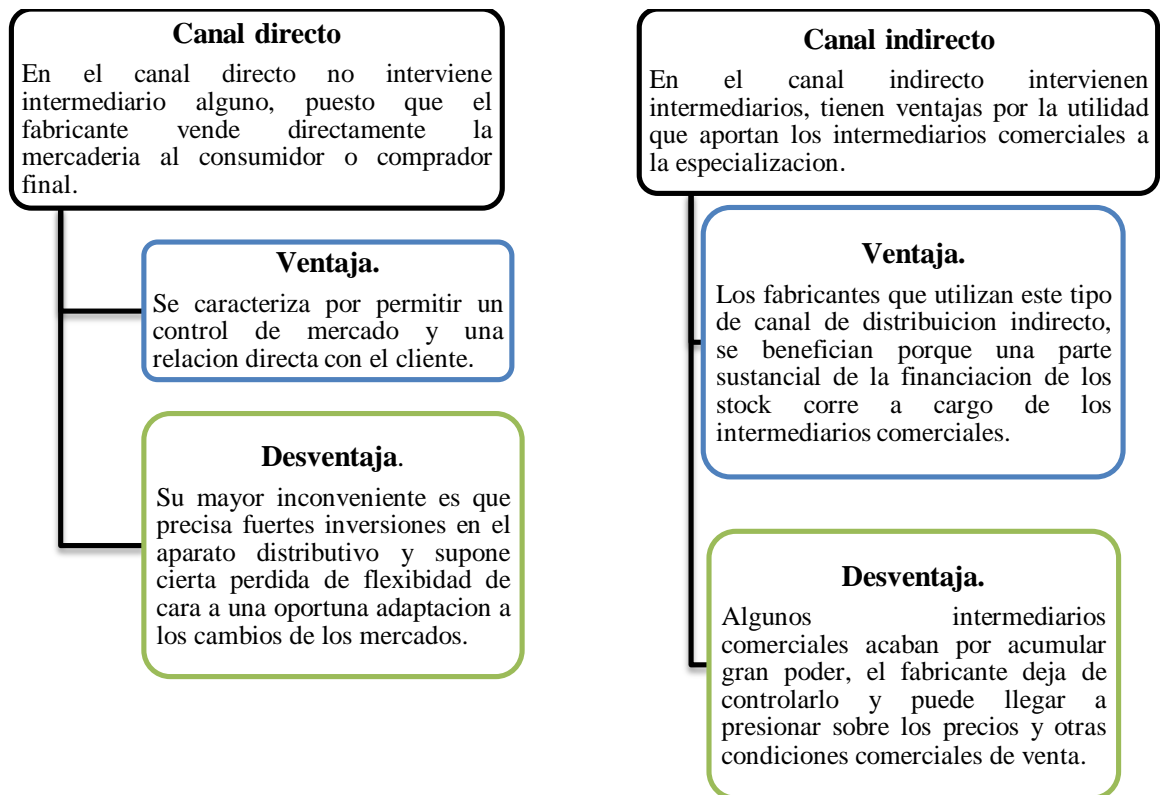 Canal directo
En el canal directo no interviene
intermediario alguno, puesto que el
fabricante vende directamente la
mercaderia al consumidor o comprador
final.
Ventaja.
Se caracteriza por permitir un
control de mercado y una
relacion directa con el cliente.
Desventaja.
Su mayor inconveniente es que
precisa fuertes inversiones en el
aparato distributivo y supone
cierta perdida de flexibidad de
cara a una oportuna adaptacion a
los cambios de los mercados.
Canal indirecto
En el canal indirecto intervienen
intermediarios, tienen ventajas por la utilidad
que aportan los intermediarios comerciales a
la especializacion.
Ventaja.
Los fabricantes que utilizan este tipo
de canal de distribuicion indirecto,
se benefician porque una parte
sustancial de la financiacion de los
stock corre a cargo de los
intermediarios comerciales.
Desventaja.
Algunos intermediarios
comerciales acaban por acumular
gran poder, el fabricante deja de
controlarlo y puede llegar a
presionar sobre los precios y otras
condiciones comerciales de venta.